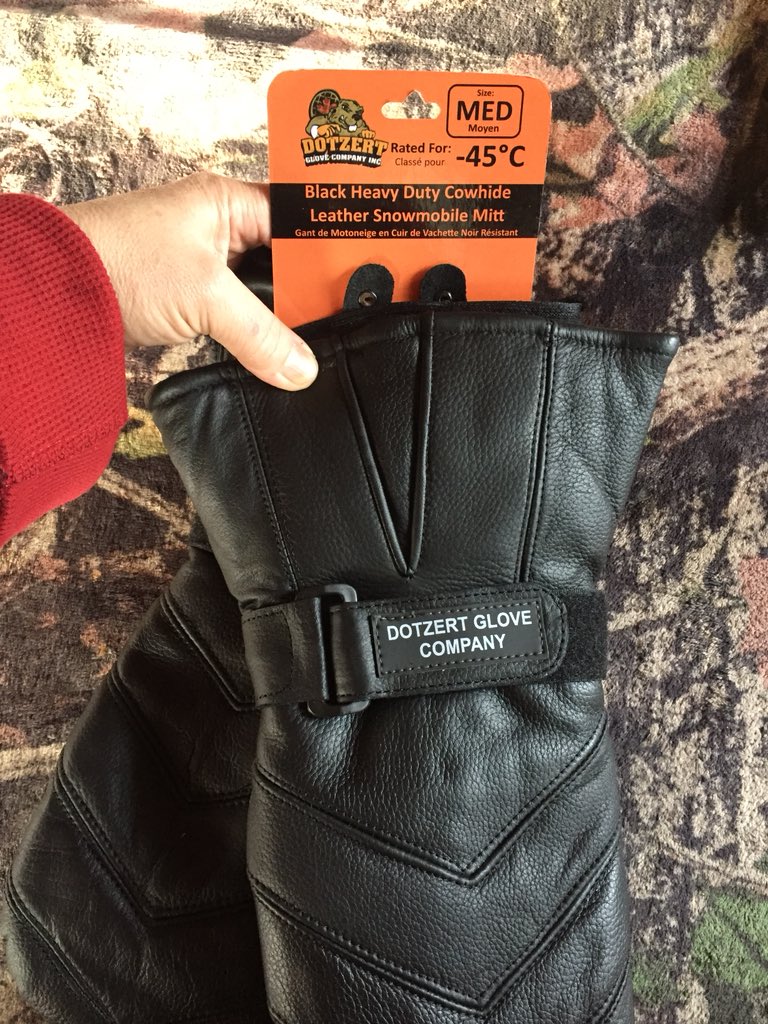 DOTZERT
GLOVE COMPANY INC
Size:
MED
Moyen
Rated For:
Classé pour
-45°C
Black Heavy Duty Cowhide
Leather Snowmobile Mitt
Gant de Motoneige en Cuir de Vachette Noir Résistant
DOTZERT GLOVE
COMPANY